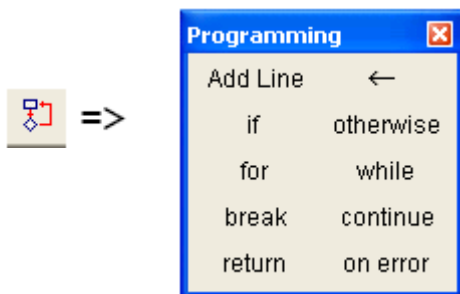 Programming
=>
Add Line ←
if otherwise
for while
break continue
return on error